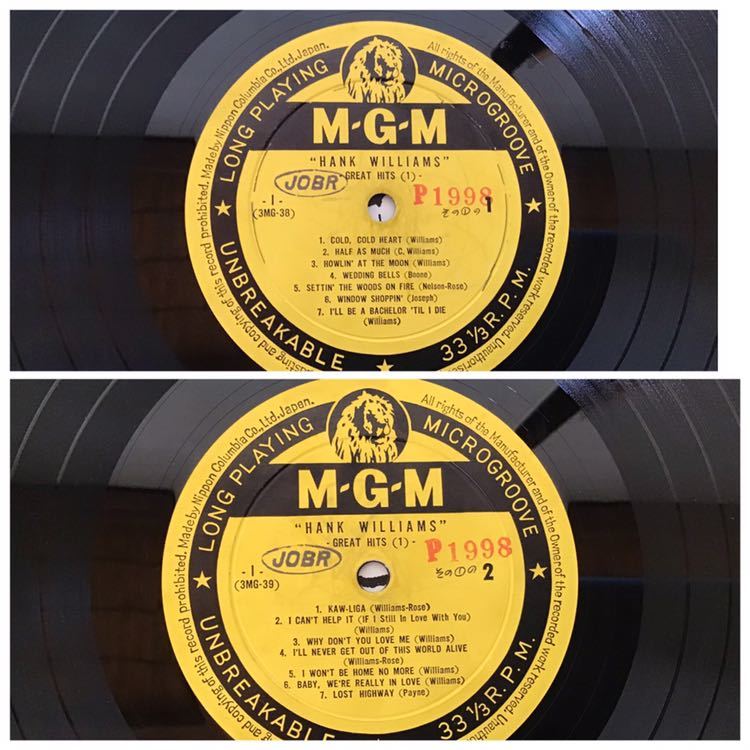 Made by Nippon Columbia Co., Ltd. Japan.
All rights of the Manufacturer and of the Owner of the recorded work reserved. Unauthorise
asting and copying of this record prohibited.
LONG PLAYING
MICROGROOVE
M-G-M
"HANK WILLIAMS"
- GREAT HITS (1) -
JOBR
P1998
- I -
その①の 1
(3MG-38)
1. COLD, COLD HEART (Williams)
2. HALF AS MUCH (C. Williams)
3. HOWLIN' AT THE MOON (Williams)
4. WEDDING BELLS (Boone)
5. SETTIN' THE WOODS ON FIRE (Nelson-Rose)
6. WINDOW SHOPPIN' (Joseph)
7. I'LL BE A BACHELOR 'TIL I DIE
(Williams)
UNBREAKABLE
33 1/3 R.P.M.
Made by Nippon Columbia Co., Ltd. Japan.
All rights of the Manufacturer and of the Owner of the recorded work reserved. Unauthoris
and copying of this record prohibited.
LONG PLAYING
MICROGROOVE
M-G-M
"HANK WILLIAMS"
- GREAT HITS (1) -
JOBR
P1998
- I -
その①の 2
(3MG-39)
1. KAW-LIGA (Williams-Rose)
2. I CAN'T HELP IT (IF I Still In Love With You)
(Williams)
3. WHY DON'T YOU LOVE ME (Williams)
4. I'LL NEVER GET OUT OF THIS WORLD ALIVE
(Williams-Rose)
5. I WON'T BE HOME NO MORE (Williams)
6. BABY, WE'RE REALLY IN LOVE (Williams)
7. LOST HIGHWAY (Payne)
UNBREAKABLE
33 1/3 R.P.M.